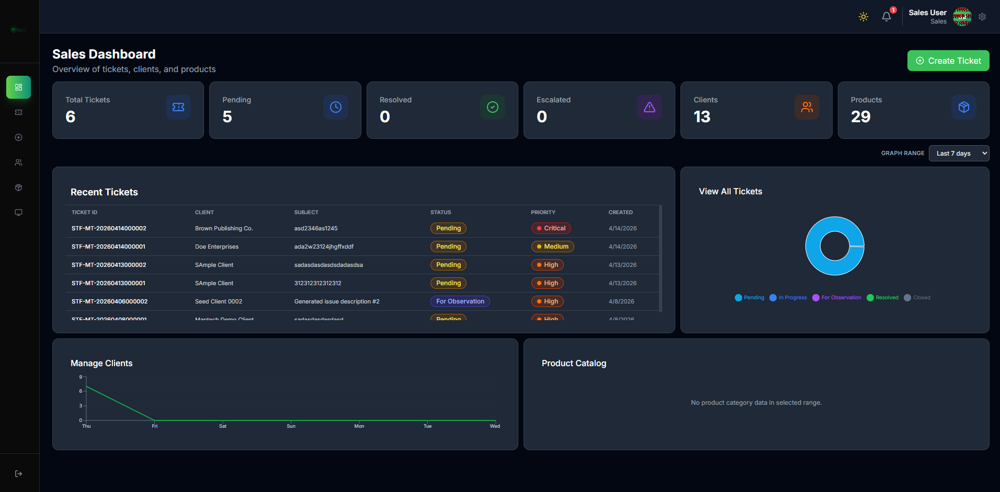 1
Sales User
Sales
Sales Dashboard
Overview of tickets, clients, and products
Create Ticket
Total Tickets
6
Pending
5
Resolved
0
Escalated
0
Clients
13
Products
29
GRAPH RANGE
Last 7 days
Recent Tickets
TICKET ID CLIENT SUBJECT STATUS PRIORITY CREATED
STF-MT-20260414000002 Brown Publishing Co. asd2346as1245 Pending Critical 4/14/2026
STF-MT-20260414000001 Doe Enterprises ada2w23124jhgffxddf Pending Medium 4/14/2026
STF-MT-20260413000002 SAmple Client sadasdasdasdsdadasdsa Pending High 4/13/2026
STF-MT-20260413000001 SAmple Client 312312312312312 Pending High 4/13/2026
STF-MT-20260406000002 Seed Client 0002 Generated issue description #2 For Observation High 4/8/2026
STF-MT-20260408000001 Maptech Demo Client sadasdasdasdasd Pending High 4/8/2026
View All Tickets
Pending In Progress For Observation Resolved Closed
Manage Clients
9
6
3
0
Thu Fri Sat Sun Mon Tue Wed
Product Catalog
No product category data in selected range.